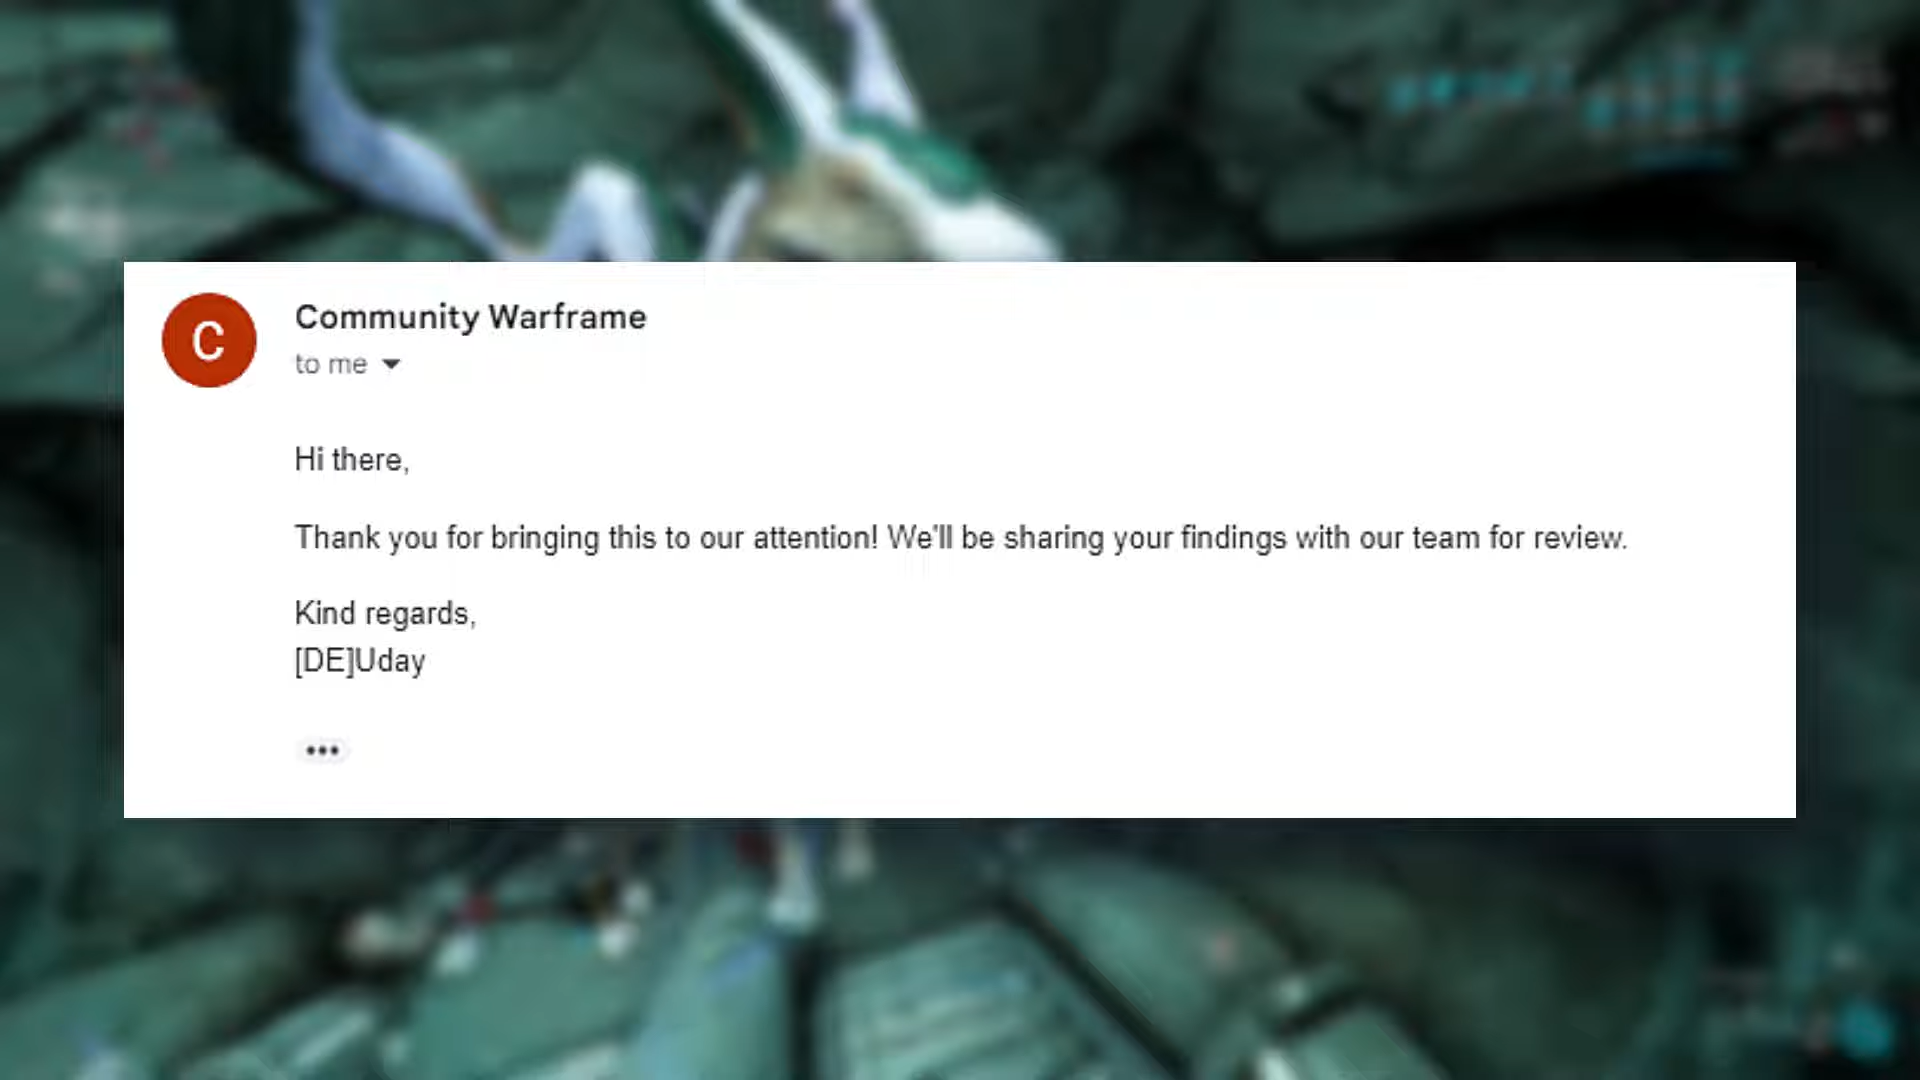 C
Community Warframe
to me
Hi there,
Thank you for bringing this to our attention! We'll be sharing your findings with our team for review.
Kind regards,
[DE]Uday